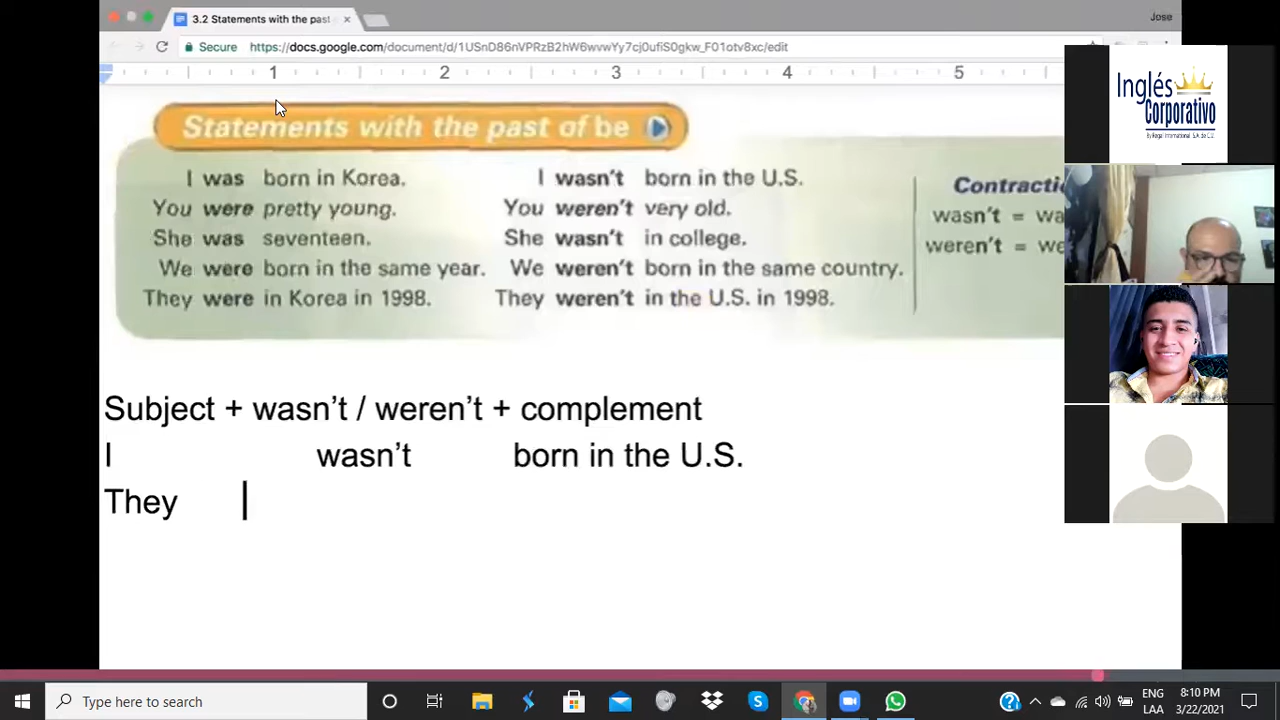 3.2 Statements with the past
Jose
Secure https://docs.google.com/document/d/1USnD86nVPRzB2hW6wvwYy7cj0ufiS0gkw_F01otv8xc/edit
1 2 3 4 5
Statements with the past of be
I was born in Korea. I wasn't born in the U.S.
You were pretty young. You weren't very old.
She was seventeen. She wasn't in college.
We were born in the same year. We weren't born in the same country.
They were in Korea in 1998. They weren't in the U.S. in 1998.
Contracti
wasn't = wa
weren't = we
Subject + wasn't / weren't + complement
I wasn't born in the U.S.
They
Inglés
Corporativo
Type here to search
ENG
LAA
8:10 PM
3/22/2021